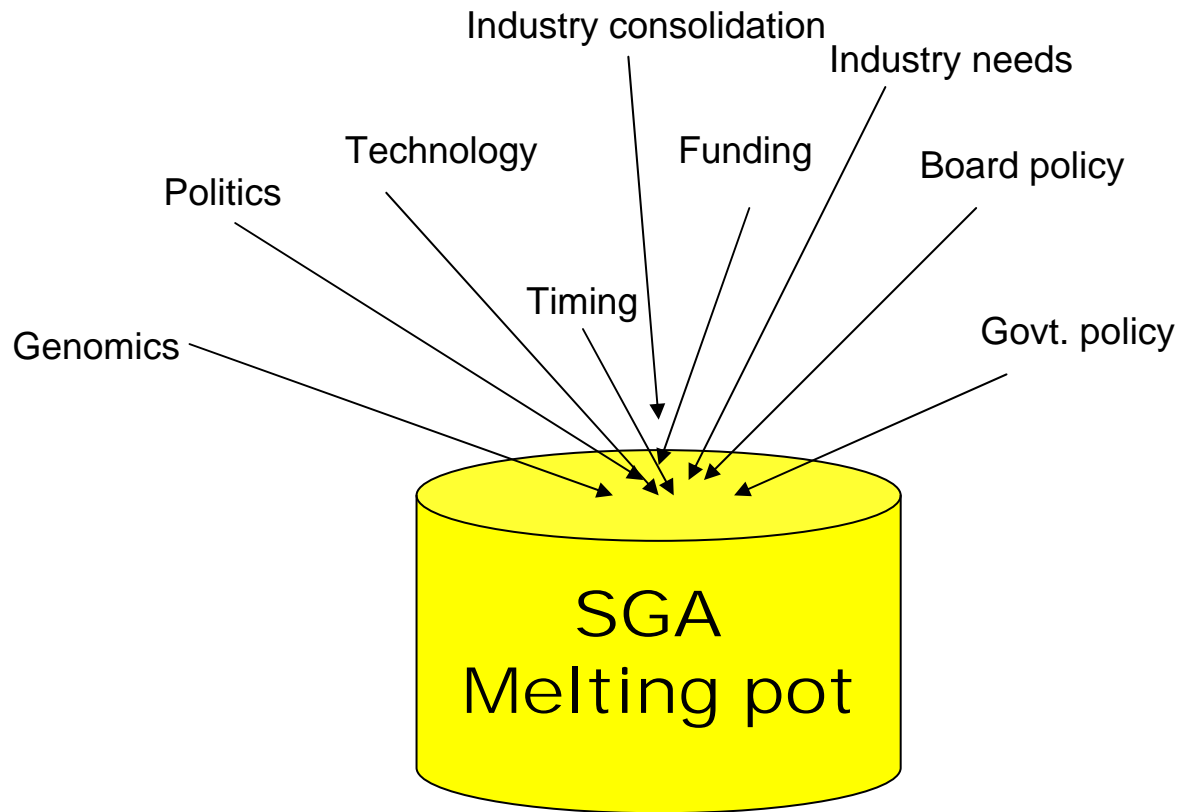 Industry consolidation
Industry needs
Technology
Funding
Board policy
Politics
Timing
Govt. policy
Genomics
SGA
Melting pot